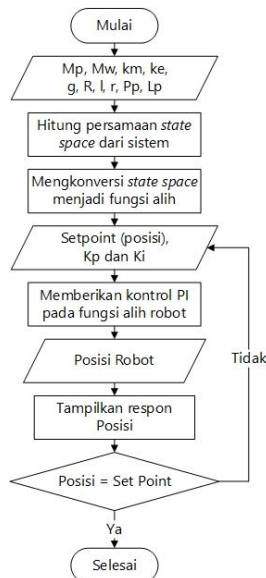 Mulai
Mp, Mw, km, ke,
g, R, l, r, Pp, Lp
Hitung persamaan state
space dari sistem
Mengkonversi state space
menjadi fungsi alih
Setpoint (posisi),
Kp dan Ki
Memberikan kontrol PI
pada fungsi alih robot
Posisi Robot
Tidak
Tampilkan respon
Posisi
Posisi = Set Point
Ya
Selesai